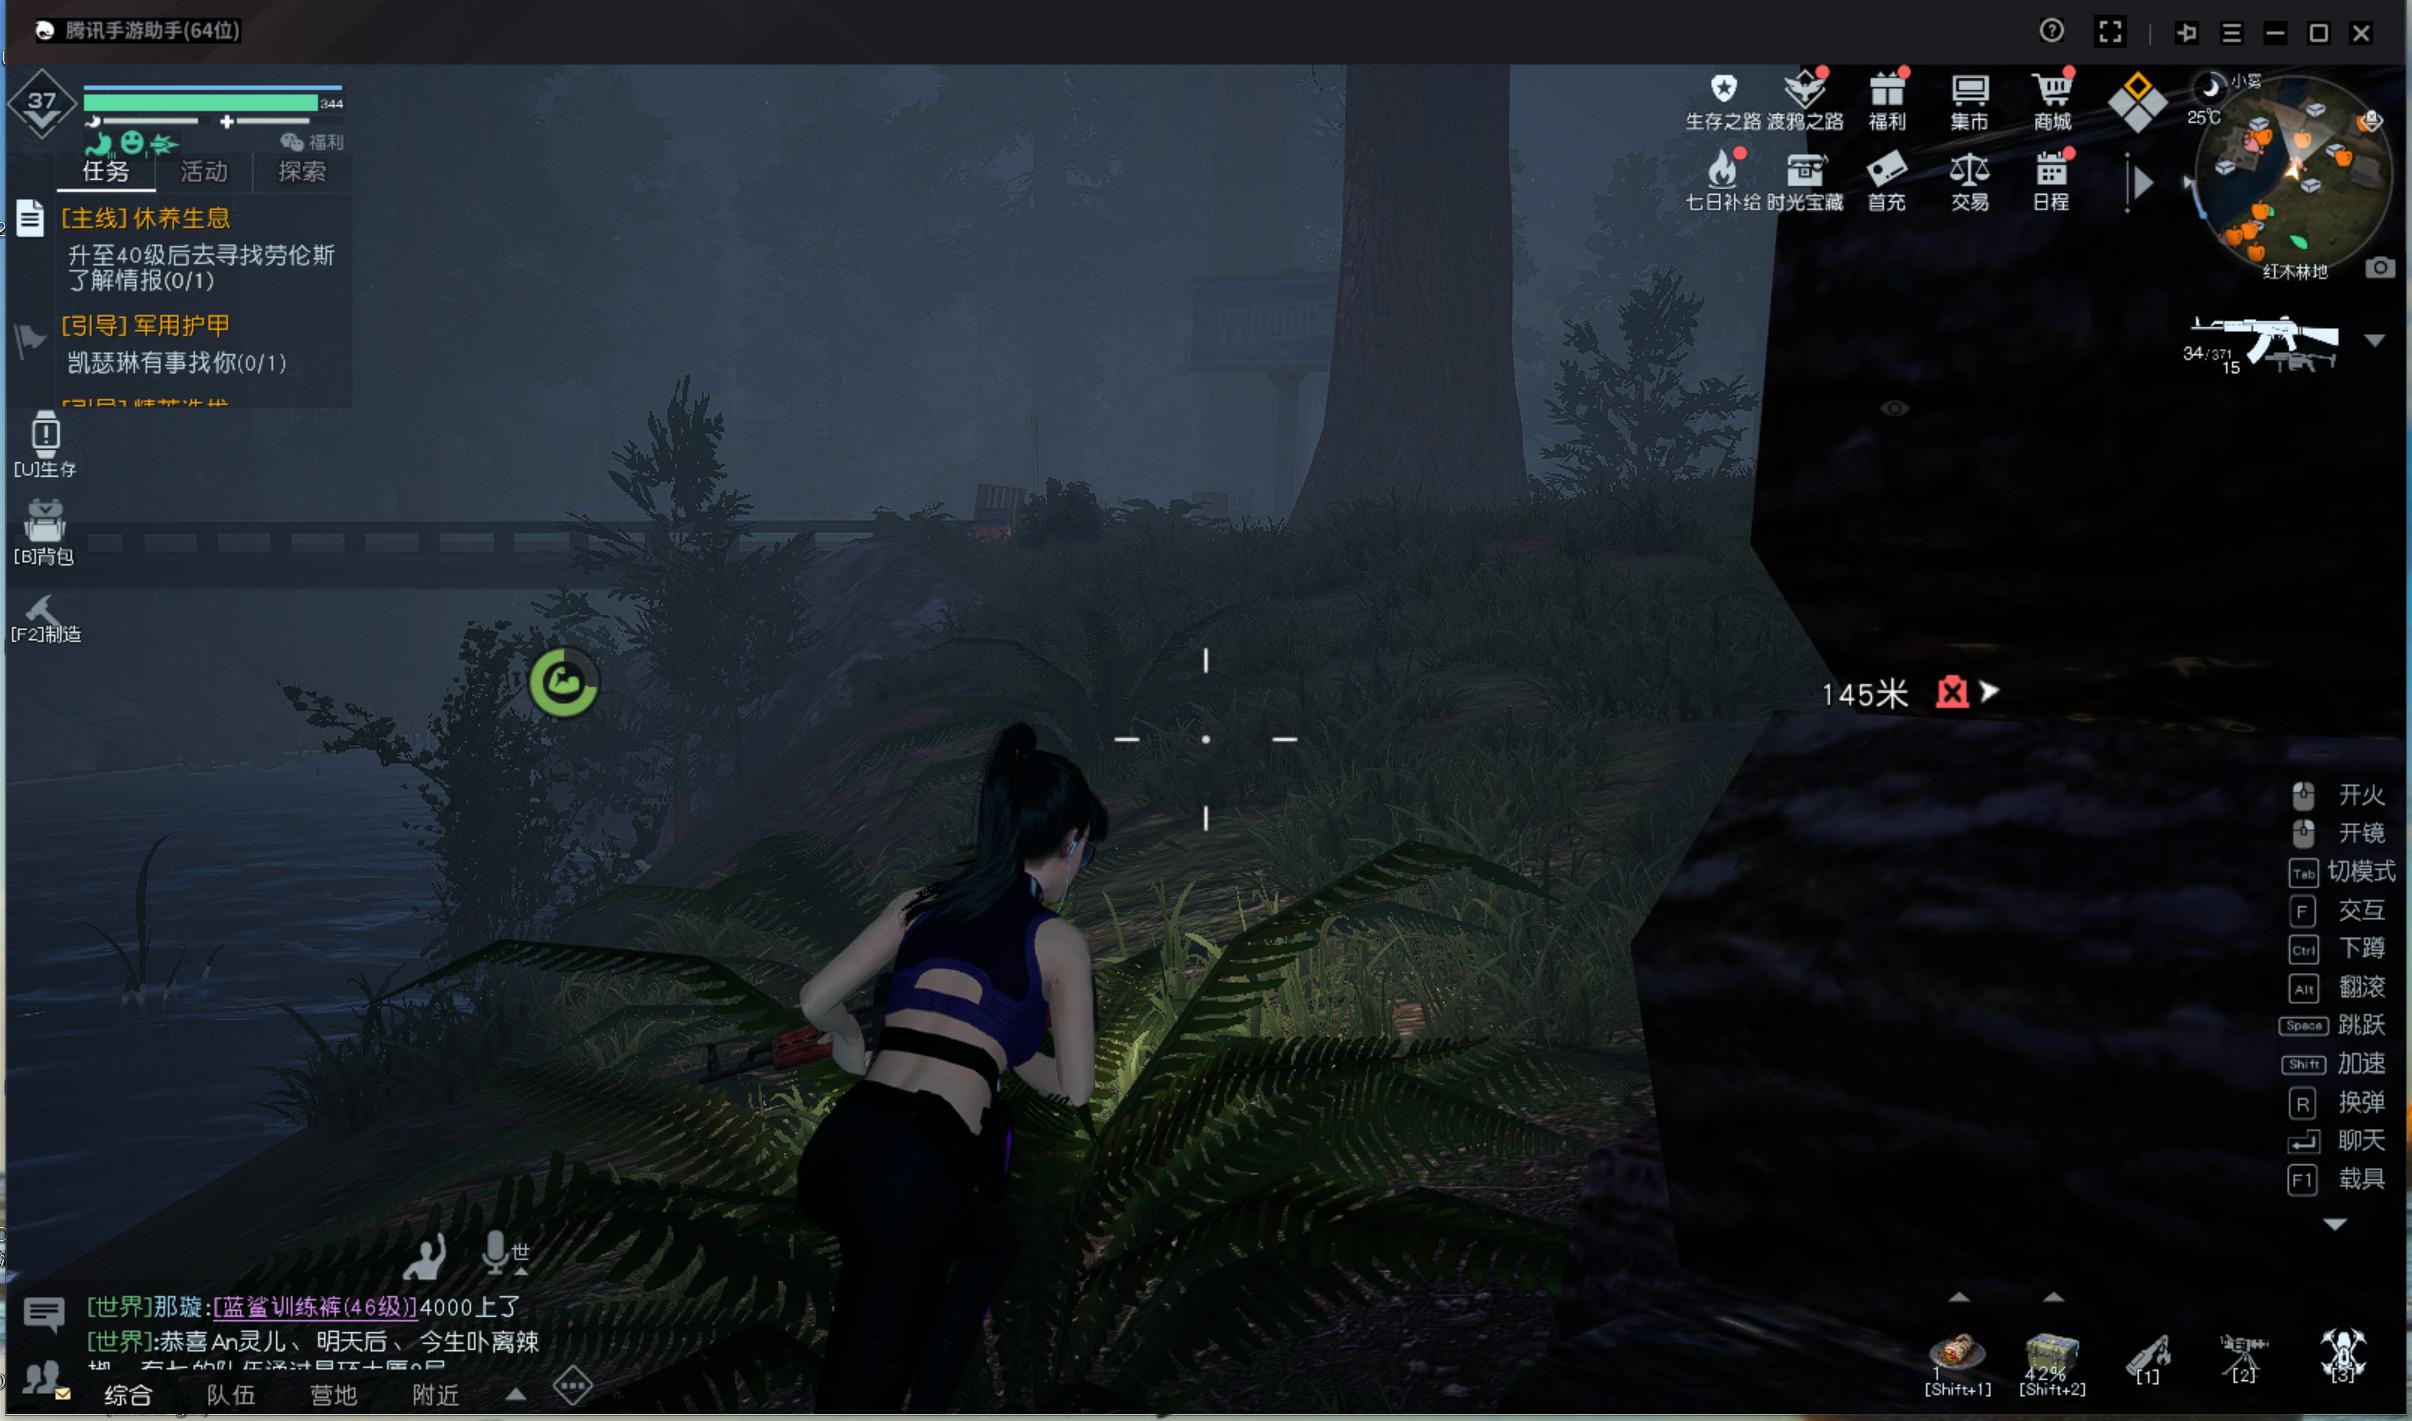 腾讯手游助手(64位)
37
344
福利
任务
活动
探索
[主线] 休养生息
升至40级后去寻找劳伦斯
了解情报(0/1)
[引导] 军用护甲
凯瑟琳有事找你(0/1)
[U]生存
[B]背包
[F2]制造
生存之路
渡鸦之路
福利
集市
商城
七日补给
时光宝藏
首充
交易
日程
小雾
25℃
红木林地
34/371
15
145米
开火
开镜
Tab 切模式
F 交互
Ctrl 下蹲
Alt 翻滚
Space 跳跃
Shift 加速
R 换弹
聊天
F1 载具
世
[世界]那璇:[蓝鲨训练裤(46级)]4000上了
[世界]:恭喜An灵儿、明天后、今生卟离辣
综合
队伍
营地
附近
1
[Shift+1]
42%
[Shift+2]
[1]
[2]
[3]